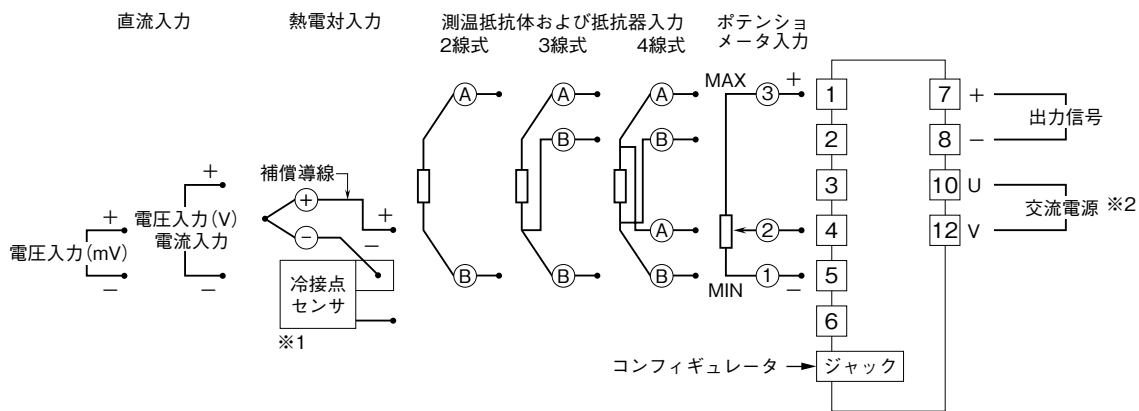 直流入力
熱電対入力
測温抵抗体および抵抗器入力
2線式
3線式
4線式
ポテンショ
メータ入力
電圧入力(mV)
+
−
電圧入力(V)
電流入力
+
−
補償導線
+
−
+
−
冷接点
センサ
※1
A
B
A
B
B
A
B
A
B
MAX
3
+
2
MIN
1
−
1
2
3
4
5
6
コンフィギュレータ
ジャック
7
+
8
−
出力信号
10
U
12
V
交流電源 ※2